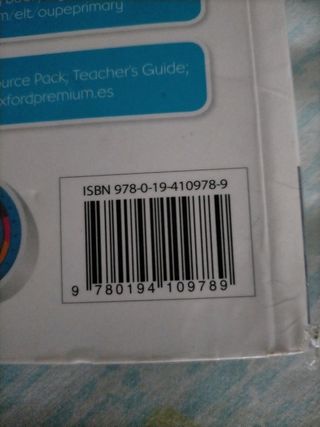 m/elt/oupeprimary
ource Pack; Teacher's Guide;
xfordpremium.es
ISBN 978-0-19-410978-9
9 780194 109789